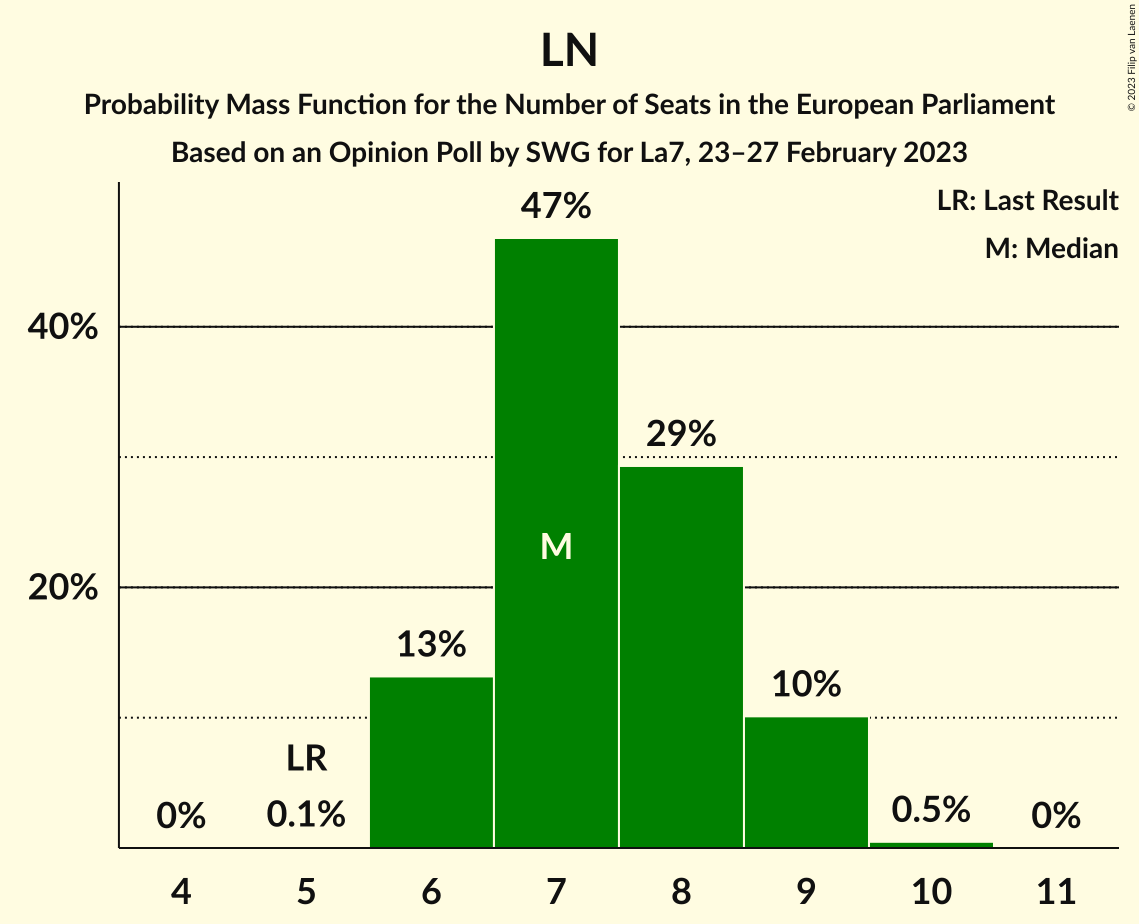 LN
Probability Mass Function for the Number of Seats in the European Parliament
Based on an Opinion Poll by SWG for La7, 23–27 February 2023
© 2023 Filip van Laenen
LR: Last Result
M: Median
47%
40%
29%
M
20%
13%
10%
LR
0%
0.1%
0.5%
0%
4
5
6
7
8
9
10
11